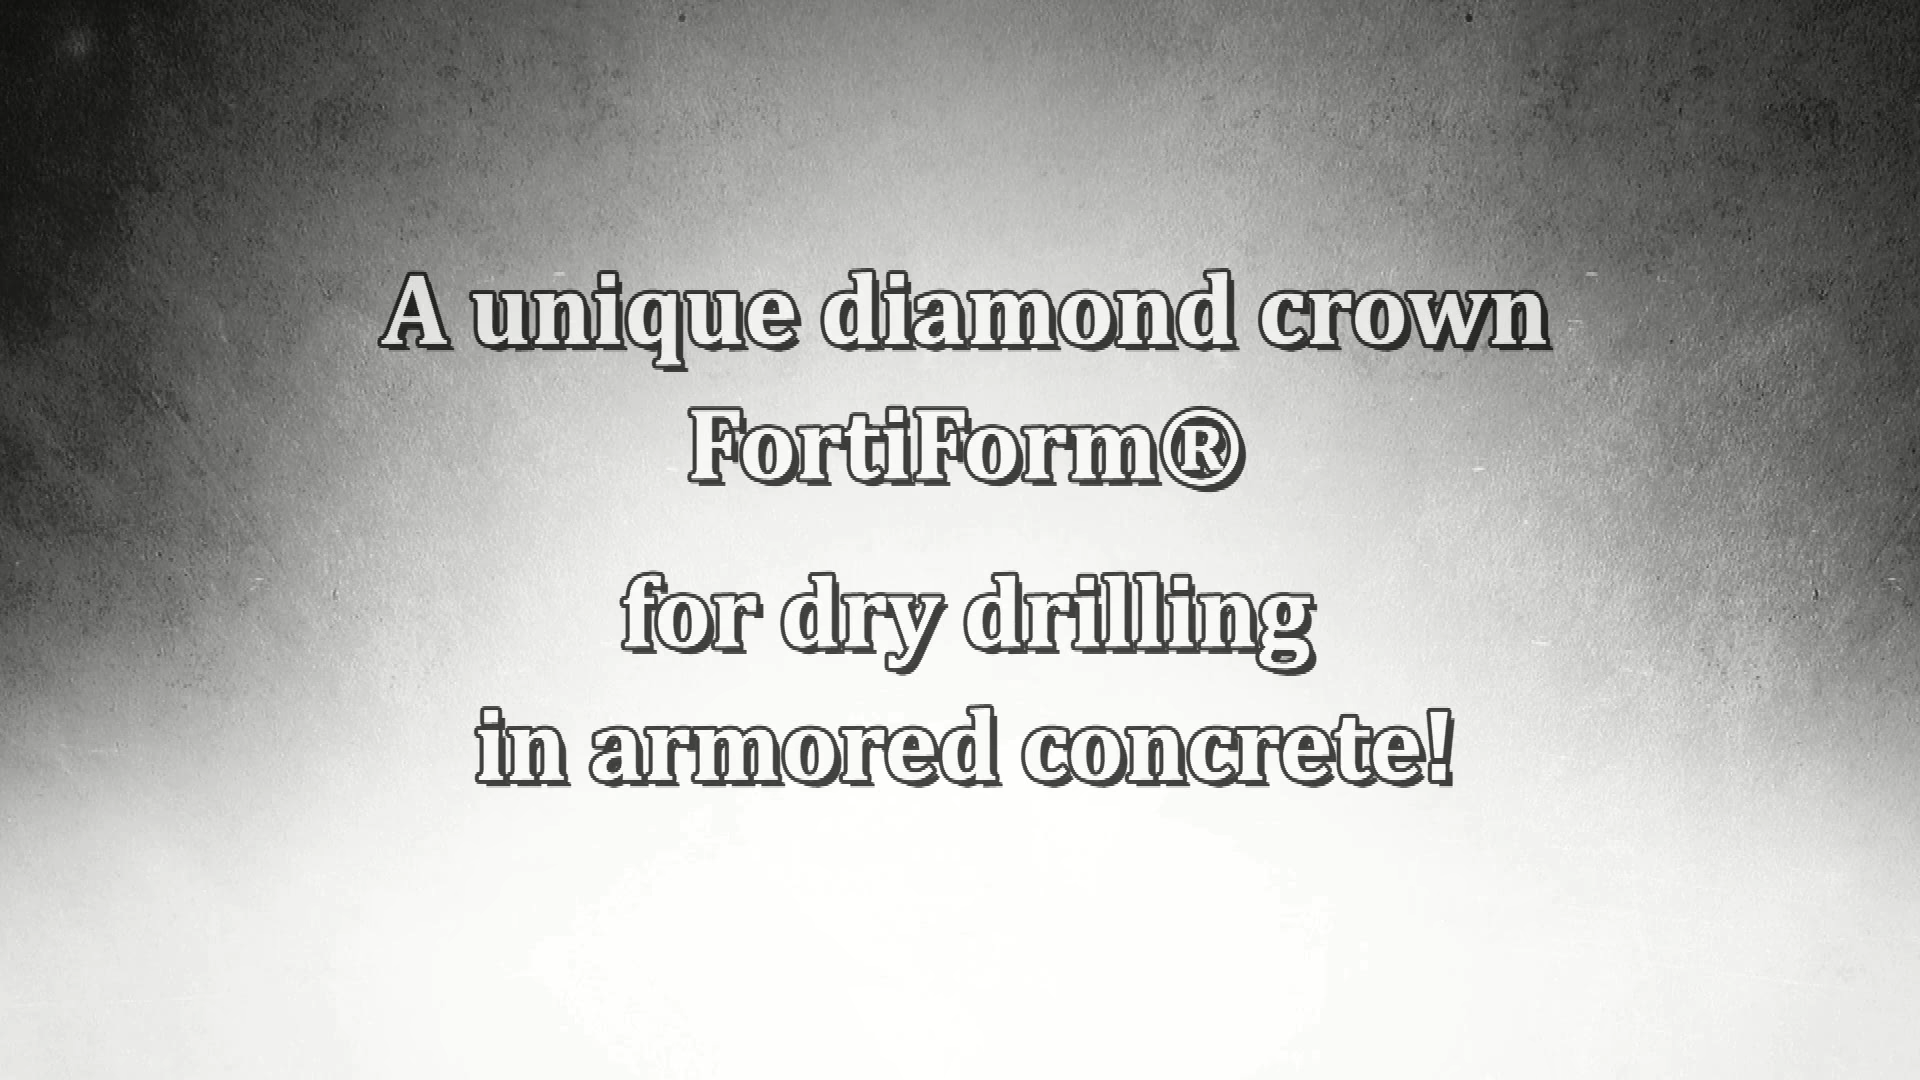 A unique diamond crown
FortiForm®
for dry drilling
in armored concrete!